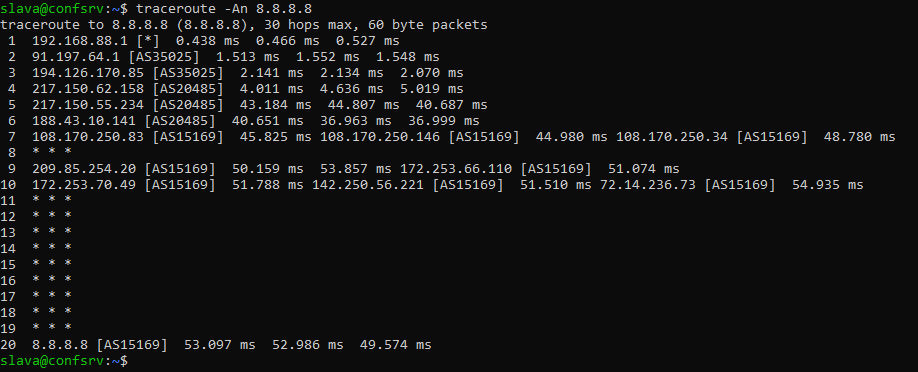 slava@confsrv:~$ traceroute -An 8.8.8.8
traceroute to 8.8.8.8 (8.8.8.8), 30 hops max, 60 byte packets
 1  192.168.88.1 [*]  0.438 ms  0.466 ms  0.527 ms
 2  91.197.64.1 [AS35025]  1.513 ms  1.552 ms  1.548 ms
 3  194.126.170.85 [AS35025]  2.141 ms  2.134 ms  2.070 ms
 4  217.150.62.158 [AS20485]  4.011 ms  4.636 ms  5.019 ms
 5  217.150.55.234 [AS20485]  43.184 ms  44.807 ms  40.687 ms
 6  188.43.10.141 [AS20485]  40.651 ms  36.963 ms  36.999 ms
 7  108.170.250.83 [AS15169]  45.825 ms 108.170.250.146 [AS15169]  44.980 ms 108.170.250.34 [AS15169]  48.780 ms
 8  * * *
 9  209.85.254.20 [AS15169]  50.159 ms  53.857 ms 172.253.66.110 [AS15169]  51.074 ms
10  172.253.70.49 [AS15169]  51.788 ms 142.250.56.221 [AS15169]  51.510 ms 72.14.236.73 [AS15169]  54.935 ms
11  * * *
12  * * *
13  * * *
14  * * *
15  * * *
16  * * *
17  * * *
18  * * *
19  * * *
20  8.8.8.8 [AS15169]  53.097 ms  52.986 ms  49.574 ms
slava@confsrv:~$